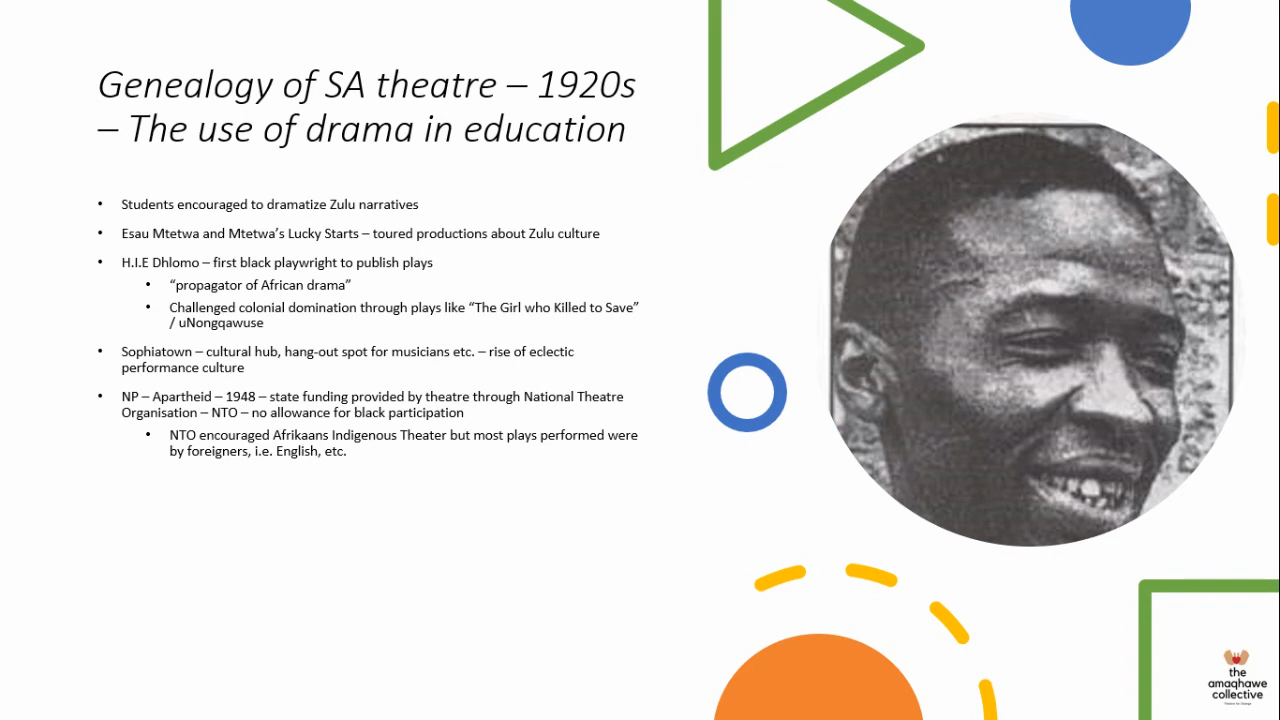 Genealogy of SA theatre – 1920s
– The use of drama in education
• Students encouraged to dramatize Zulu narratives
• Esau Mtetwa and Mtetwa’s Lucky Starts – toured productions about Zulu culture
• H.I.E Dhlomo – first black playwright to publish plays
• “propagator of African drama”
• Challenged colonial domination through plays like “The Girl who Killed to Save”
/ uNongqawuse
• Sophiatown – cultural hub, hang-out spot for musicians etc. – rise of eclectic
performance culture
• NP – Apartheid – 1948 – state funding provided by theatre through National Theatre
Organisation – NTO – no allowance for black participation
• NTO encouraged Afrikaans Indigenous Theater but most plays performed were
by foreigners, i.e. English, etc.
the
amaqhawe
collective